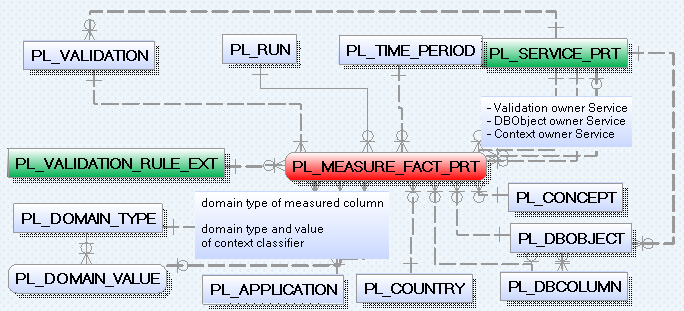 PL_VALIDATION
PL_RUN
PL_TIME_PERIOD
PL_SERVICE_PRT
- Validation owner Service
- DBObject owner Service
- Context owner Service
PL_VALIDATION_RULE_EXT
PL_MEASURE_FACT_PRT
PL_DOMAIN_TYPE
domain type of measured column
domain type and value
of context classifier
PL_CONCEPT
PL_DBOBJECT
PL_DOMAIN_VALUE
PL_APPLICATION
PL_COUNTRY
PL_DBCOLUMN